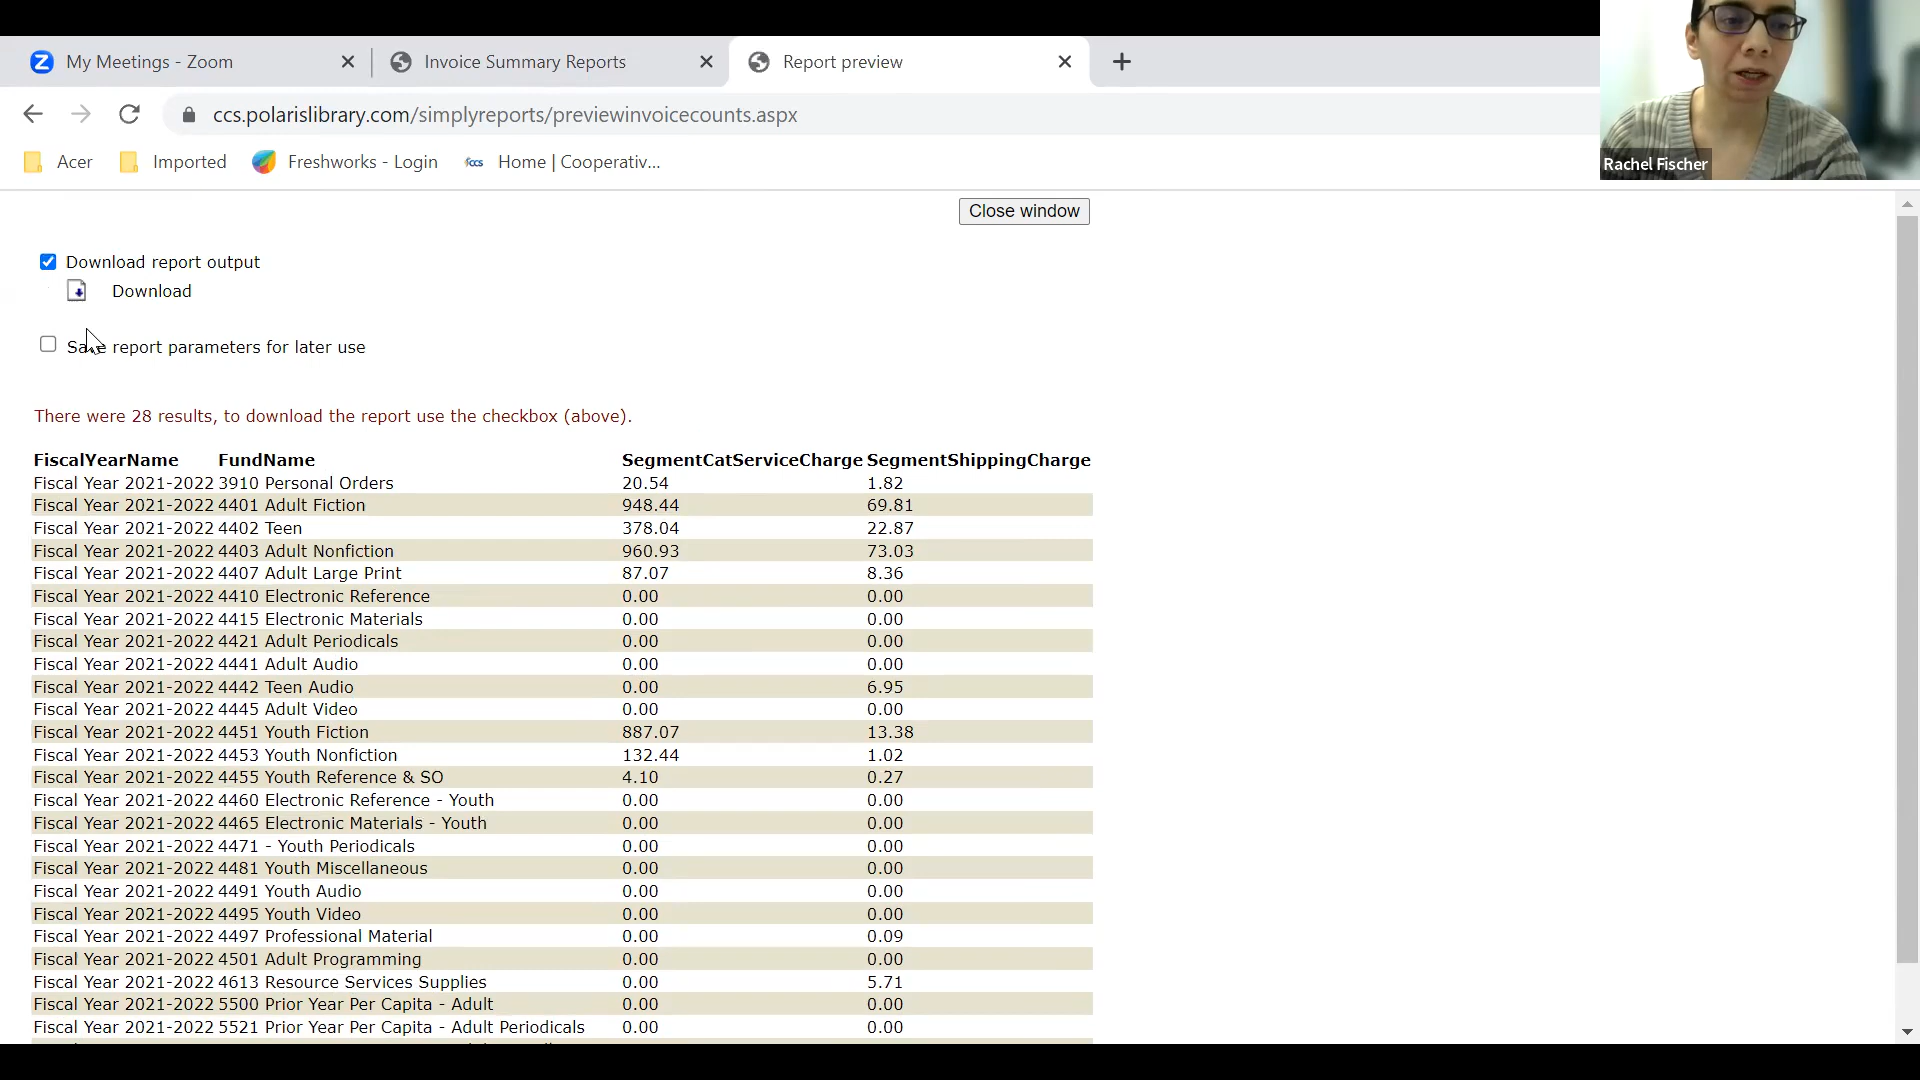 My Meetings - Zoom
Invoice Summary Reports
Report preview
ccs.polarislibrary.com/simplyreports/previewinvoicecounts.aspx
Acer
Imported
Freshworks - Login
ccs
Home | Cooperativ...
Rachel Fischer
Close window
Download report output
Download
Save report parameters for later use
There were 28 results, to download the report use the checkbox (above).
FiscalYearName FundName SegmentCatServiceCharge SegmentShippingCharge
Fiscal Year 2021-2022 3910 Personal Orders 20.54 1.82
Fiscal Year 2021-2022 4401 Adult Fiction 948.44 69.81
Fiscal Year 2021-2022 4402 Teen 378.04 22.87
Fiscal Year 2021-2022 4403 Adult Nonfiction 960.93 73.03
Fiscal Year 2021-2022 4407 Adult Large Print 87.07 8.36
Fiscal Year 2021-2022 4410 Electronic Reference 0.00 0.00
Fiscal Year 2021-2022 4415 Electronic Materials 0.00 0.00
Fiscal Year 2021-2022 4421 Adult Periodicals 0.00 0.00
Fiscal Year 2021-2022 4441 Adult Audio 0.00 0.00
Fiscal Year 2021-2022 4442 Teen Audio 0.00 6.95
Fiscal Year 2021-2022 4445 Adult Video 0.00 0.00
Fiscal Year 2021-2022 4451 Youth Fiction 887.07 13.38
Fiscal Year 2021-2022 4453 Youth Nonfiction 132.44 1.02
Fiscal Year 2021-2022 4455 Youth Reference & SO 4.10 0.27
Fiscal Year 2021-2022 4460 Electronic Reference - Youth 0.00 0.00
Fiscal Year 2021-2022 4465 Electronic Materials - Youth 0.00 0.00
Fiscal Year 2021-2022 4471 - Youth Periodicals 0.00 0.00
Fiscal Year 2021-2022 4481 Youth Miscellaneous 0.00 0.00
Fiscal Year 2021-2022 4491 Youth Audio 0.00 0.00
Fiscal Year 2021-2022 4495 Youth Video 0.00 0.00
Fiscal Year 2021-2022 4497 Professional Material 0.00 0.09
Fiscal Year 2021-2022 4501 Adult Programming 0.00 0.00
Fiscal Year 2021-2022 4613 Resource Services Supplies 0.00 5.71
Fiscal Year 2021-2022 5500 Prior Year Per Capita - Adult 0.00 0.00
Fiscal Year 2021-2022 5521 Prior Year Per Capita - Adult Periodicals 0.00 0.00